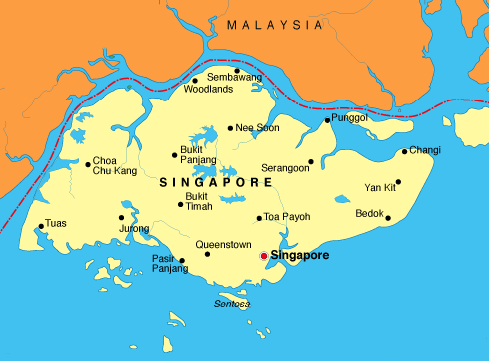 MALAYSIA
Sembawang
Woodlands
Punggol
Nee Soon
Bukit
Panjang
Changi
Choa
Chu Kang
Serangoon
SINGAPORE
Yan Kit
Bukit
Timah
Tuas
Jurong
Toa Payoh
Bedok
Queenstown
Pasir
Panjang
Singapore
Sentosa